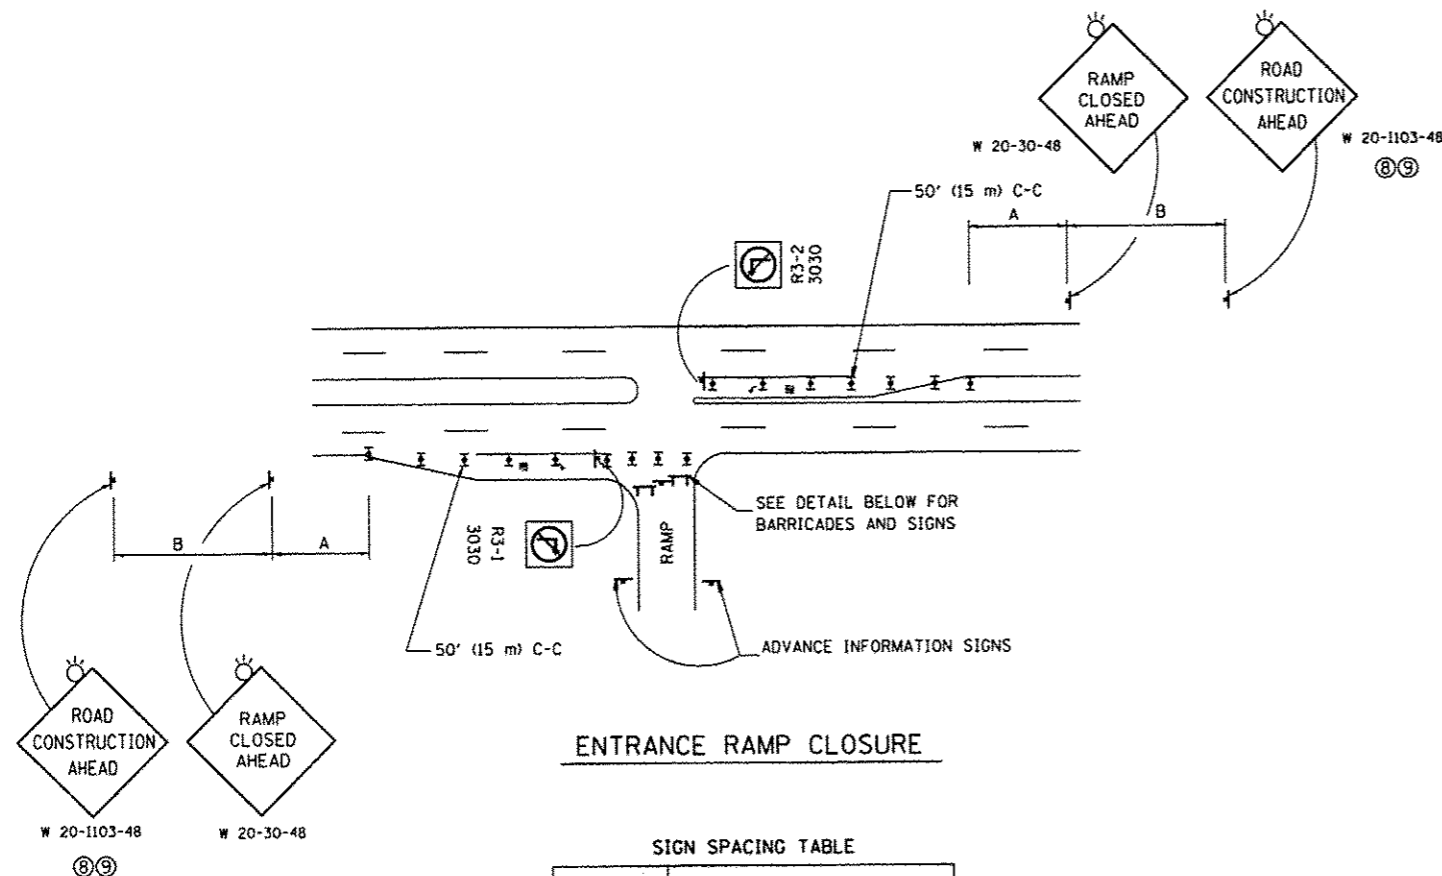 RAMP
CLOSED
AHEAD
W 20-30-48
ROAD
CONSTRUCTION
AHEAD
W 20-1103-48
⑧⑨
50' (15 m) C-C
A
B
R3-2
3030
SEE DETAIL BELOW FOR
BARRICADES AND SIGNS
RAMP
R3-1
3030
B
A
50' (15 m) C-C
ADVANCE INFORMATION SIGNS
ROAD
CONSTRUCTION
AHEAD
W 20-1103-48
⑧⑨
RAMP
CLOSED
AHEAD
W 20-30-48
ENTRANCE RAMP CLOSURE
SIGN SPACING TABLE